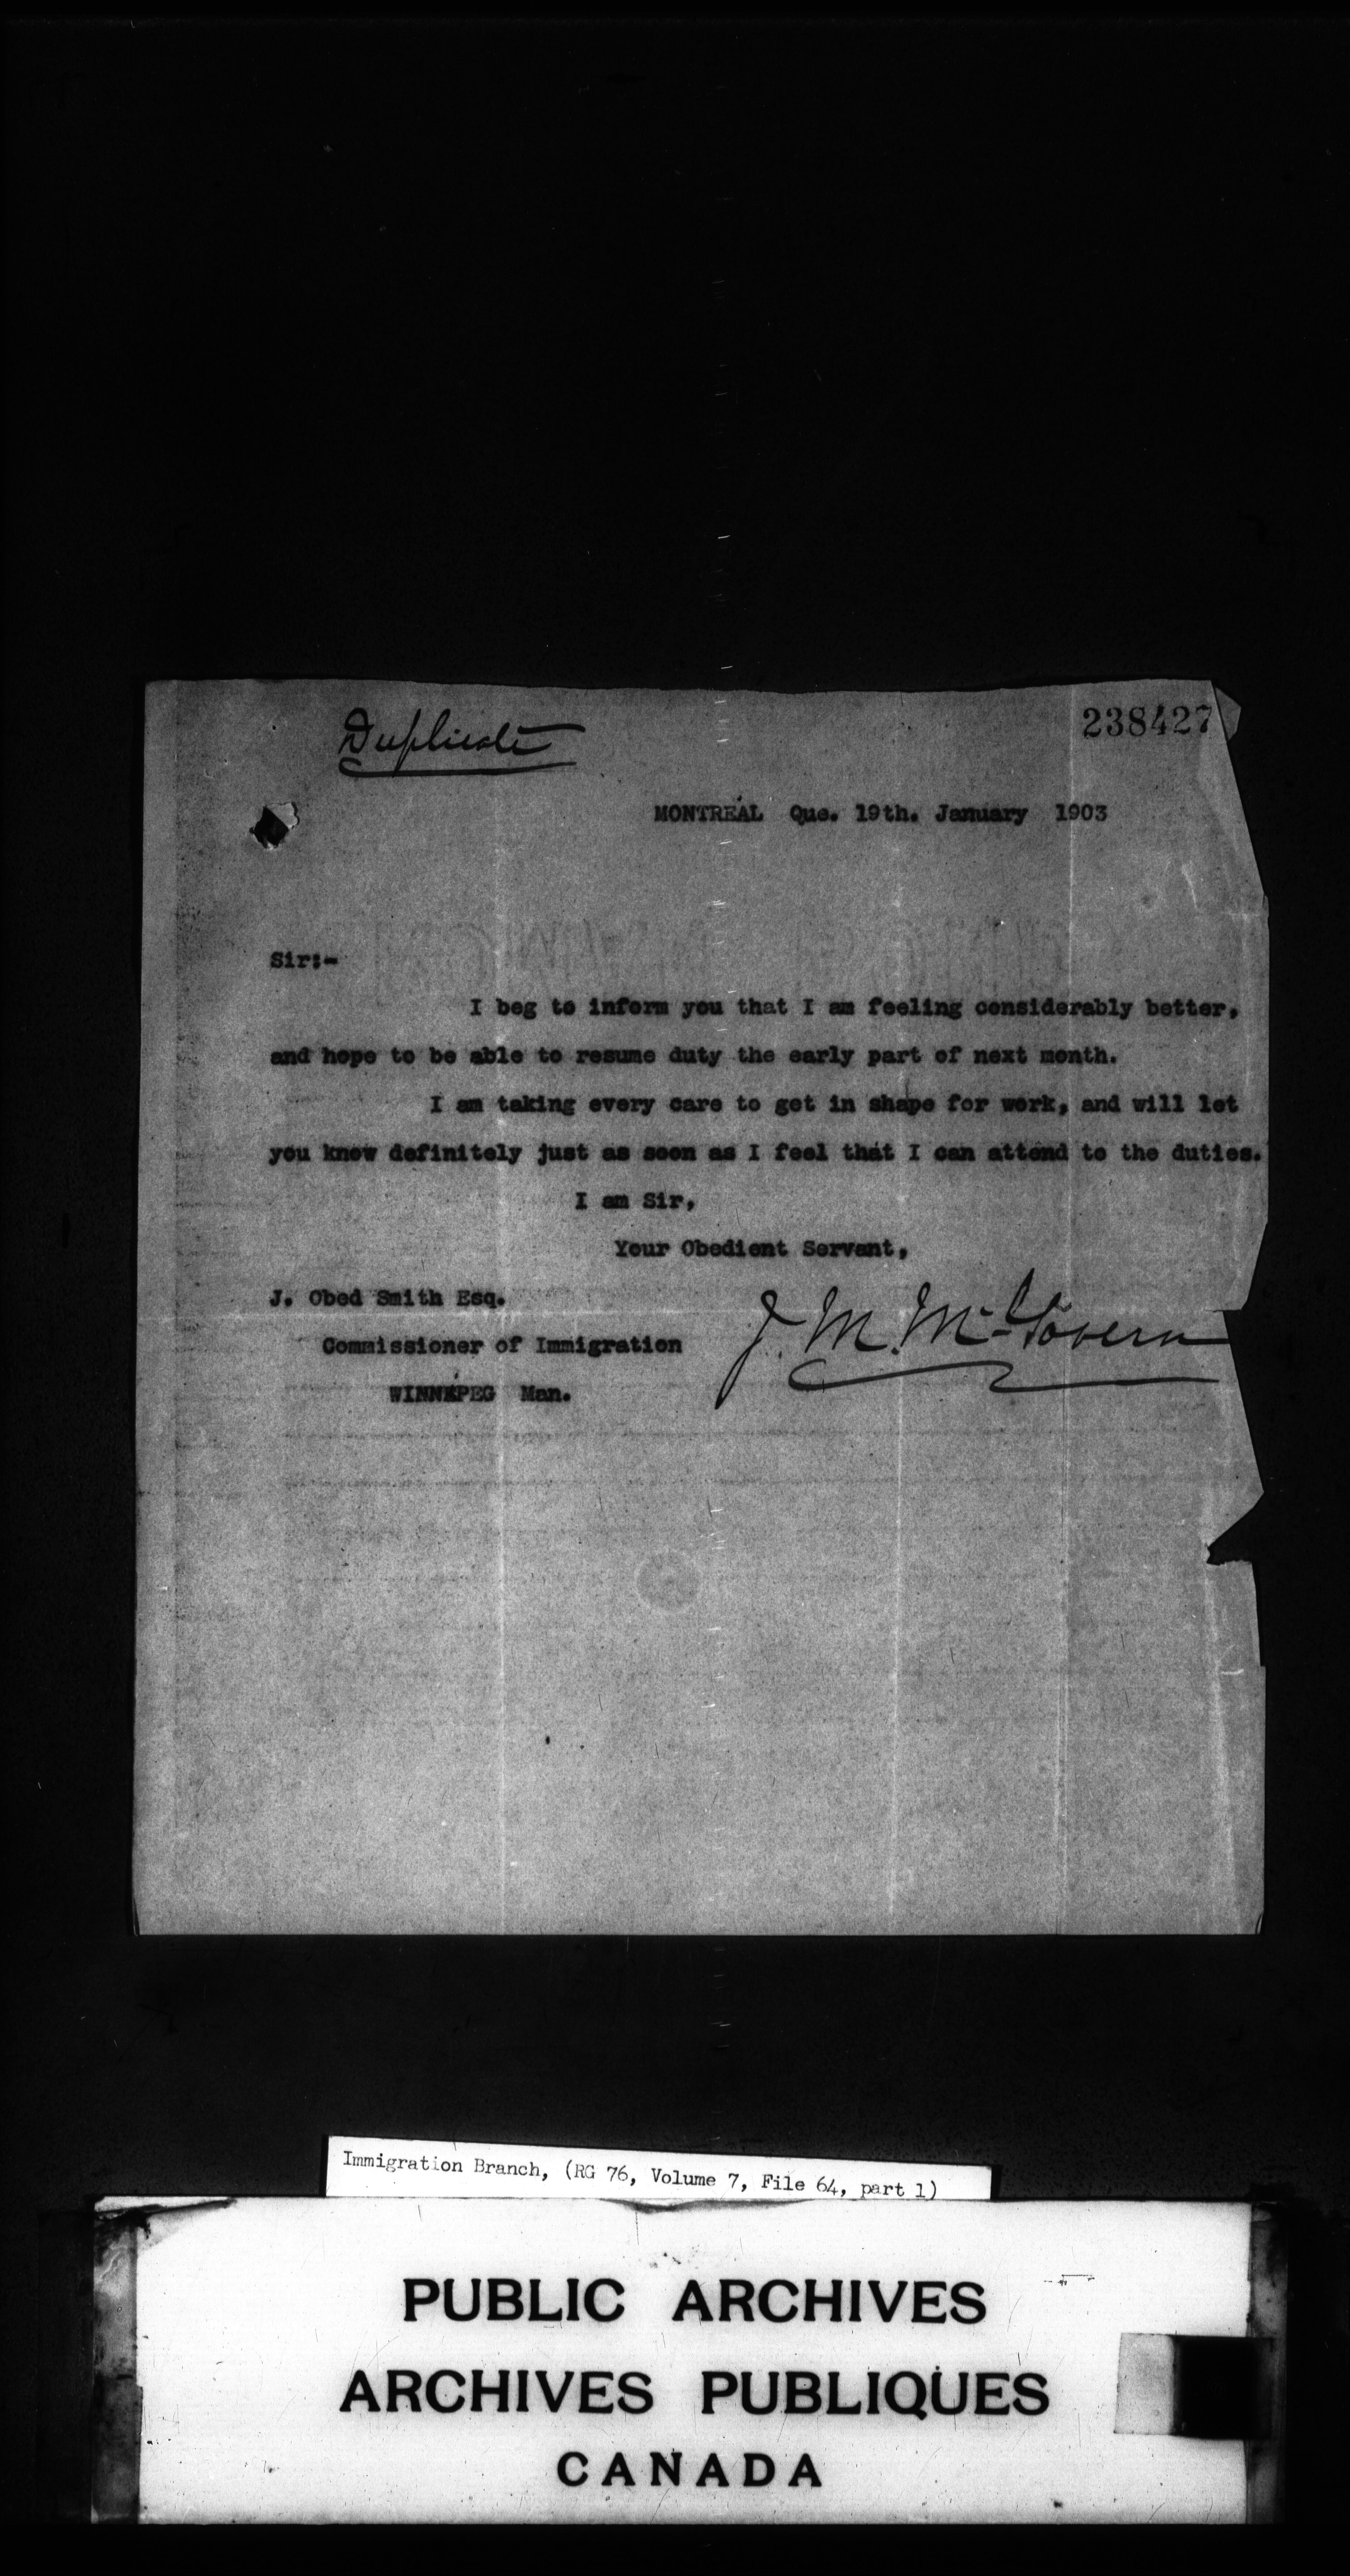 Duplicate
238427
MONTREAL Que. 19th. January 1903
Sir:-
I beg to inform you that I am feeling considerably better,
and hope to be able to resume duty the early part of next month.
I am taking every care to get in shape for work, and will let
you know definitely just as soon as I feel that I can attend to the duties.
I am Sir,
Your Obedient Servant,
J. Obed Smith Esq.
J. M. McGovern
Commissioner of Immigration
WINNEPEG Man.
Immigration Branch, (RG 76, Volume 7, File 64, part 1)
PUBLIC ARCHIVES
ARCHIVES PUBLIQUES
CANADA